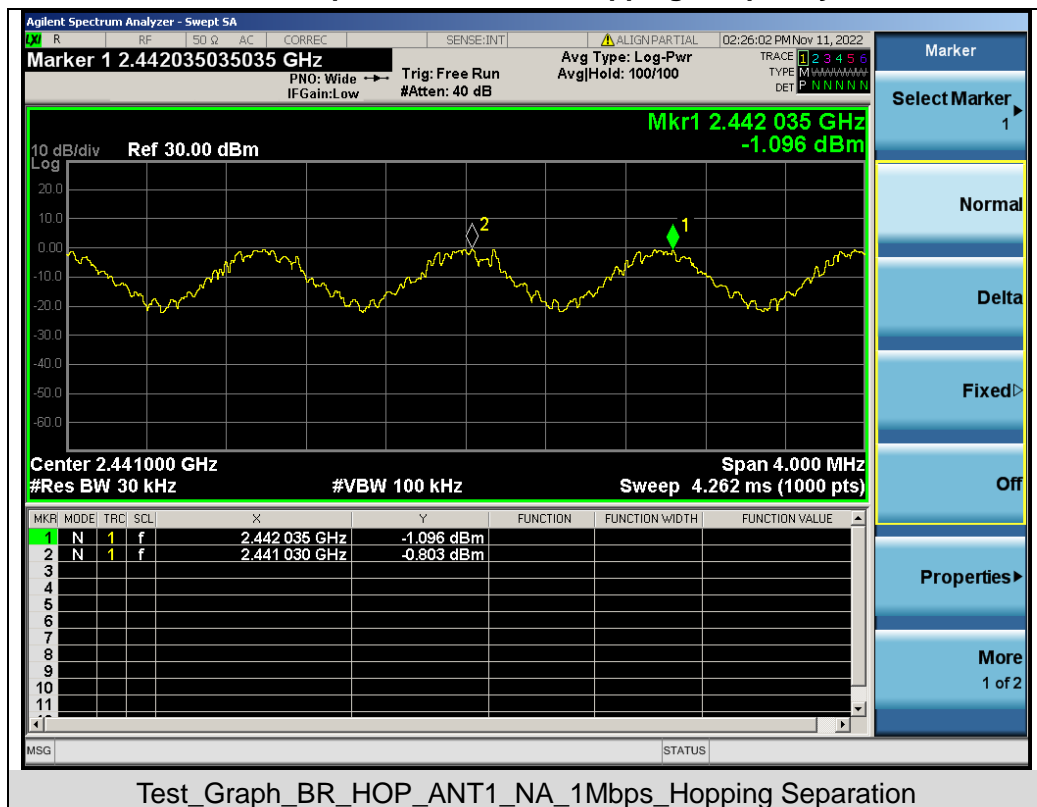 Agilent Spectrum Analyzer - Swept SA
LXI R RF 50 Ω AC CORREC SENSE:INT ALIGN PARTIAL 02:26:02 PM Nov 11, 2022
Marker 1 2.442035035035 GHz
PNO: Wide
IFGain:Low
Trig: Free Run
#Atten: 40 dB
Avg Type: Log-Pwr
Avg|Hold: 100/100
TRACE 1 2 3 4 5 6
TYPE M
DET P N N N N N
Mkr1 2.442 035 GHz
-1.096 dBm
10 dB/div Ref 30.00 dBm
Log
20.0
10.0
0.00
-10.0
-20.0
-30.0
-40.0
-50.0
-60.0
2
1
Center 2.441000 GHz Span 4.000 MHz
#Res BW 30 kHz #VBW 100 kHz Sweep 4.262 ms (1000 pts)
MKR MODE TRC SCL X Y FUNCTION FUNCTION WIDTH FUNCTION VALUE
1 N 1 f 2.442 035 GHz -1.096 dBm
2 N 1 f 2.441 030 GHz -0.803 dBm
3
4
5
6
7
8
9
10
11
MSG STATUS
Marker
Select Marker
1
Normal
Delta
Fixed
Off
Properties
More
1 of 2
Test_Graph_BR_HOP_ANT1_NA_1Mbps_Hopping Separation